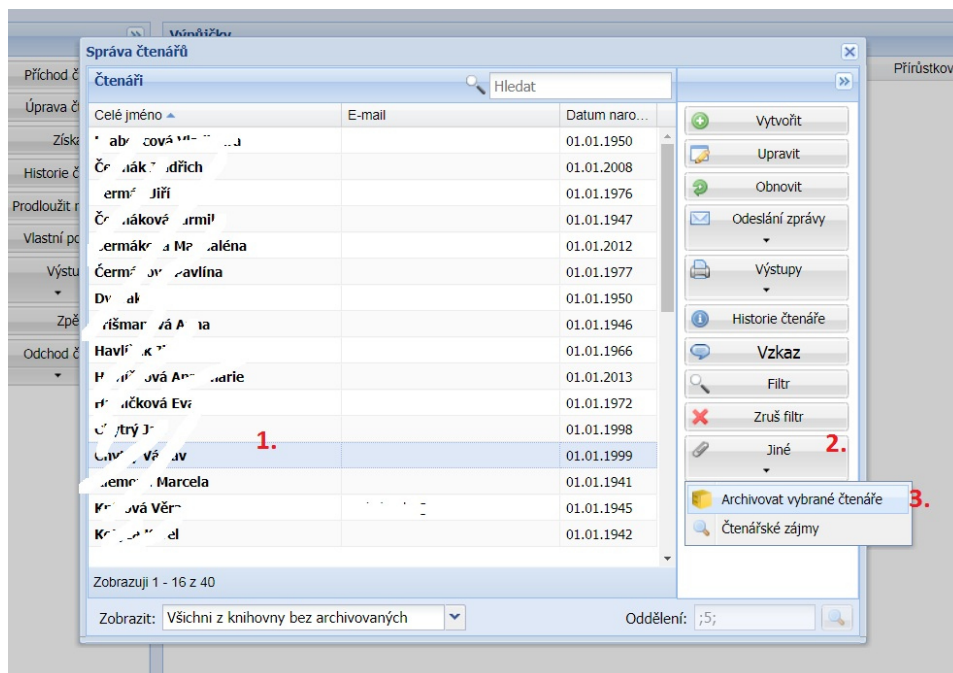 Výpůjčky
Správa čtenářů
Příchod č
Přírůstkov
Čtenáři
Hledat
Úprava čt
Celé jméno
E-mail
Datum naro...
Vytvořit
01.01.1950
Získa
Upravit
01.01.2008
Historie č
Obnovit
Jiří
01.01.1976
Prodloužit r
Odeslání zprávy
01.01.1947
Vlastní po
01.01.2012
Výstupy
01.01.1977
Výstu
01.01.1950
Zpě
Historie čtenáře
01.01.1946
Odchod č
Vzkaz
01.01.1966
Filtr
01.01.2013
Zruš filtr
01.01.1972
01.01.1998
1.
2.
Jiné
01.01.1999
Marcela
01.01.1941
Archivovat vybrané čtenáře
3.
01.01.1945
Čtenářské zájmy
01.01.1942
Zobrazuji 1 - 16 z 40
Zobrazit: Všichni z knihovny bez archivovaných
Oddělení: ;5;